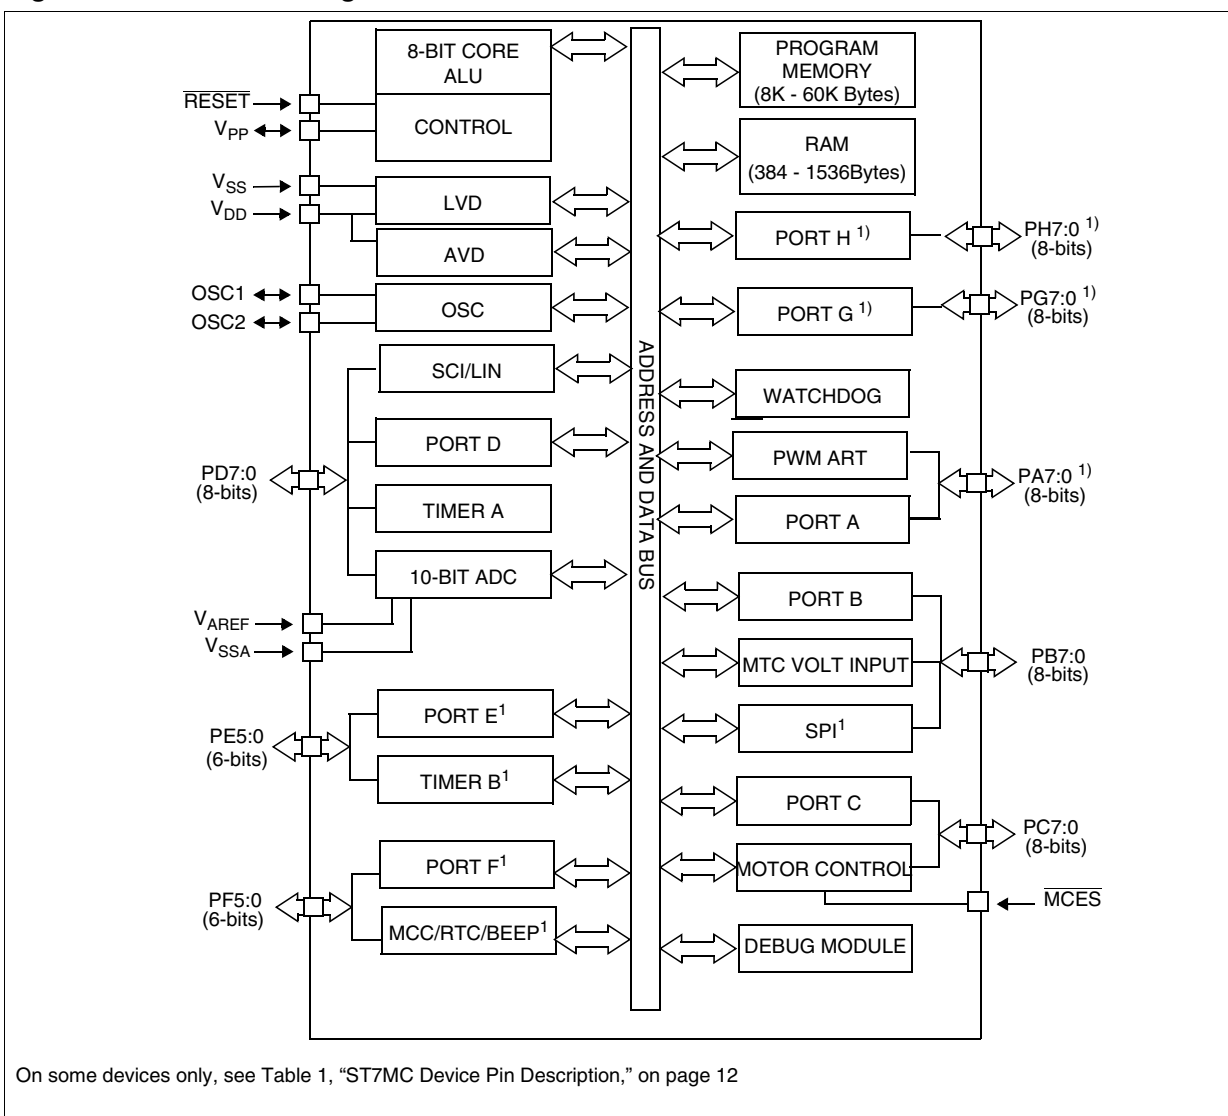 8-BIT CORE
ALU
CONTROL
RESET
VPP
VSS
VDD
LVD
AVD
OSC1
OSC2
OSC
SCI/LIN
PORT D
PD7:0
(8-bits)
TIMER A
10-BIT ADC
VAREF
VSSA
PORT E1
PE5:0
(6-bits)
TIMER B1
PORT F1
PF5:0
(6-bits)
MCC/RTC/BEEP1
ADDRESS AND DATA BUS
PROGRAM
MEMORY
(8K - 60K Bytes)
RAM
(384 - 1536Bytes)
PORT H 1)
PH7:0 1)
(8-bits)
PORT G 1)
PG7:0 1)
(8-bits)
WATCHDOG
PWM ART
PA7:0 1)
(8-bits)
PORT A
PORT B
MTC VOLT INPUT
PB7:0
(8-bits)
SPI1
PORT C
PC7:0
(8-bits)
MOTOR CONTROL
MCES
DEBUG MODULE
On some devices only, see Table 1, “ST7MC Device Pin Description,” on page 12